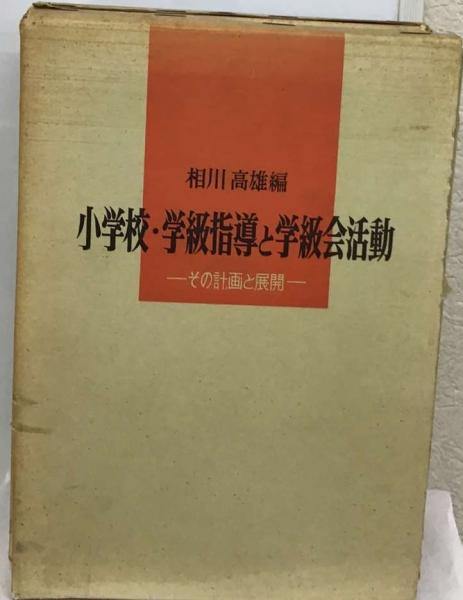 相川高雄編
小学校・学級指導と学級会活動
―その計画と展開―